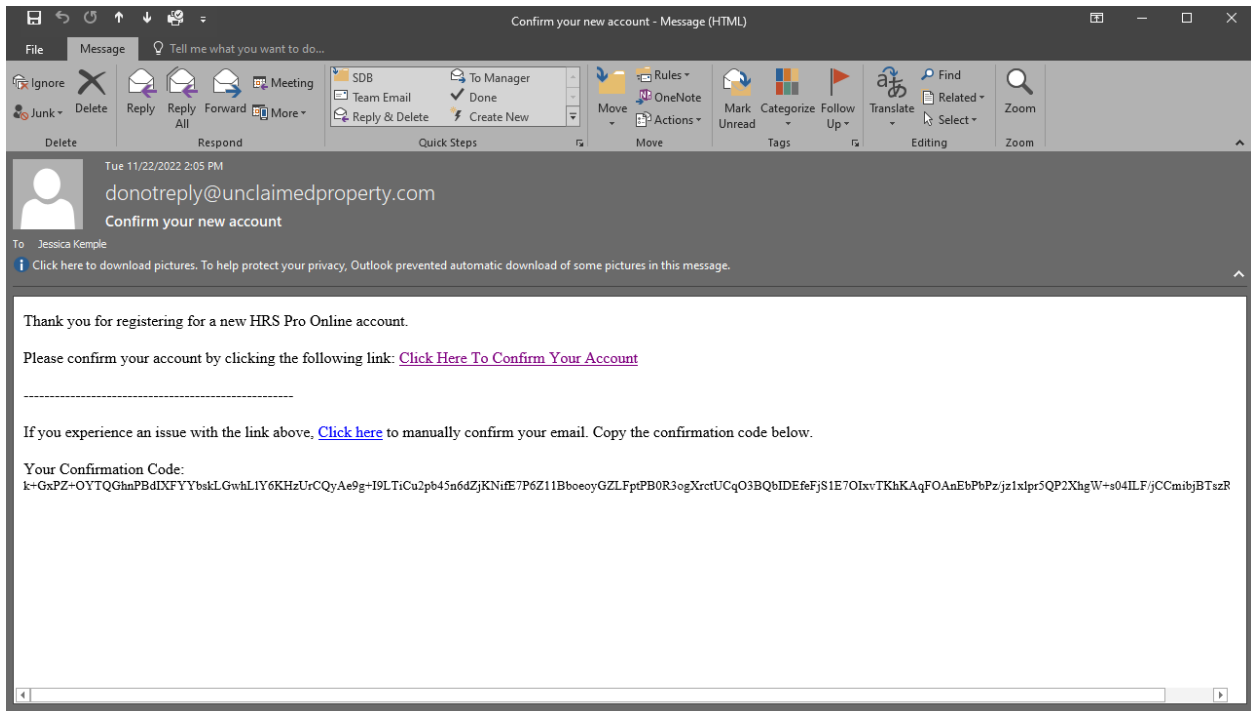 Confirm your new account - Message (HTML)
File Message Tell me what you want to do...
Ignore
Junk
Delete
Reply
Reply All
Forward
Meeting
More
SDB
Team Email
Reply & Delete
To Manager
Done
Create New
Move
Rules
OneNote
Actions
Mark Unread
Categorize
Follow Up
Translate
Find
Related
Select
Zoom
Delete Respond Quick Steps Move Tags Editing Zoom
Tue 11/22/2022 2:05 PM
donotreply@unclaimedproperty.com
Confirm your new account
To Jessica Kemple
Click here to download pictures. To help protect your privacy, Outlook prevented automatic download of some pictures in this message.
Thank you for registering for a new HRS Pro Online account.
Please confirm your account by clicking the following link: Click Here To Confirm Your Account
----------------------------------------------------
If you experience an issue with the link above, Click here to manually confirm your email. Copy the confirmation code below.
Your Confirmation Code:
k+GxPZ+OYTQGhnPBdIXFYYbskLGwhL1Y6KHzUrCQyAe9g+I9LTiCu2pb45n6dZjKNifE7P6Z11BboeoyGZLFptPB0R3ogXrctUCqO3BQbIDEfeFjS1E7OIxvTKhKAqFOAnEbPbPz/jz1xlpr5QP2XhgW+s04ILF/jCCmibjBTszR